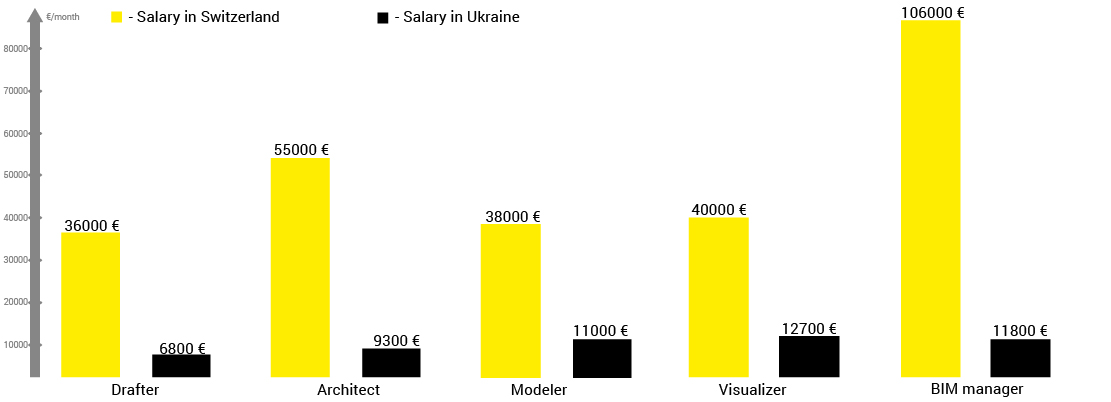 €/month
- Salary in Switzerland
- Salary in Ukraine
80000
70000
60000
50000
40000
30000
20000
10000
36000 €
6800 €
55000 €
9300 €
38000 €
11000 €
40000 €
12700 €
106000 €
11800 €
Drafter
Architect
Modeler
Visualizer
BIM manager